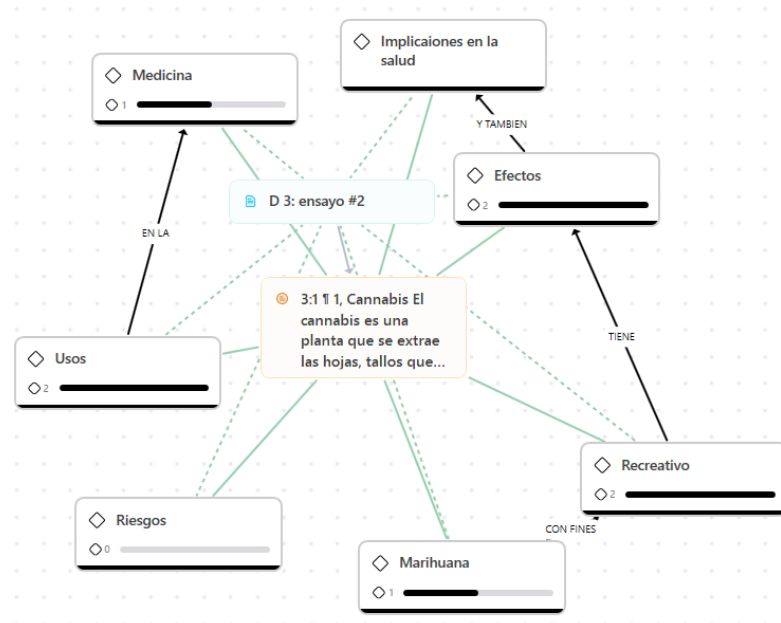 Implicaiones en la
salud
Medicina
1
Y TAMBIEN
Efectos
2
D 3: ensayo #2
EN LA
3:1 ¶ 1, Cannabis El
cannabis es una
planta que se extrae
las hojas, tallos que...
TIENE
Usos
2
Recreativo
2
Riesgos
0
CON FINES
Marihuana
1